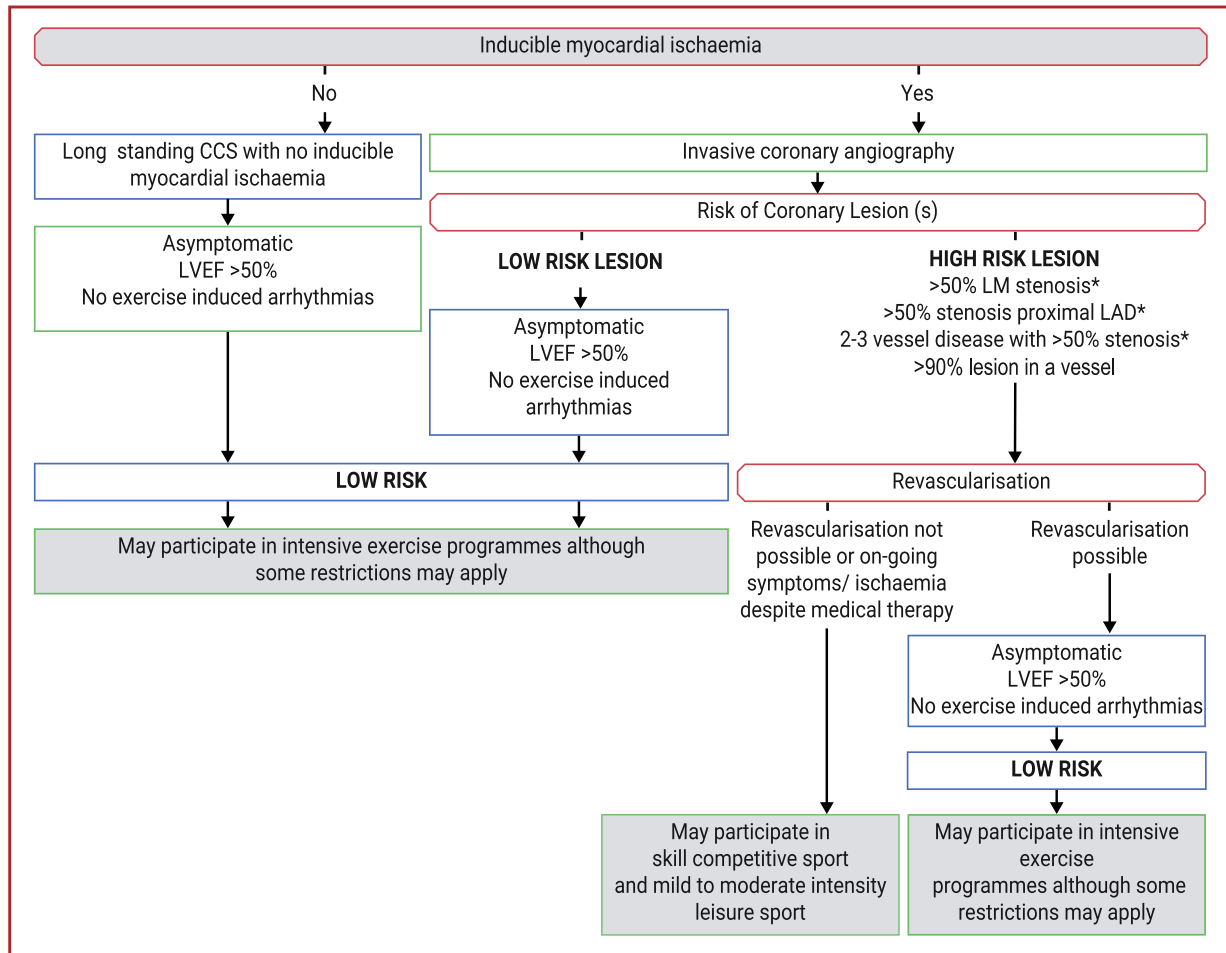 Inducible myocardial ischaemia
No
Yes
Long standing CCS with no inducible
myocardial ischaemia
Invasive coronary angiography
Risk of Coronary Lesion (s)
Asymptomatic
LVEF >50%
No exercise induced arrhythmias
LOW RISK LESION
Asymptomatic
LVEF >50%
No exercise induced
arrhythmias
HIGH RISK LESION
>50% LM stenosis*
>50% stenosis proximal LAD*
2-3 vessel disease with >50% stenosis*
>90% lesion in a vessel
LOW RISK
Revascularisation
May participate in intensive exercise programmes although
some restrictions may apply
Revascularisation not
possible or on-going
symptoms/ ischaemia
despite medical therapy
Revascularisation
possible
Asymptomatic
LVEF >50%
No exercise induced arrhythmias
LOW RISK
May participate in
skill competitive sport
and mild to moderate intensity
leisure sport
May participate in intensive
exercise
programmes although some
restrictions may apply